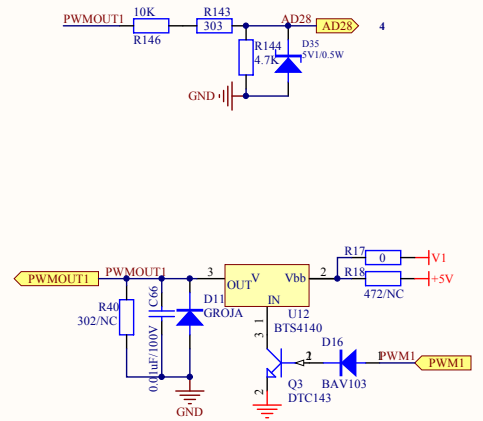 10K
R143
PWMOUT1
303
AD28
AD28
4
R146
R144
4.7K
D35
5V1/0.5W
GND
R17
0
V1
PWMOUT1
PWMOUT1
3
V
Vbb
2
R18
+5V
OUT
472/NC
IN
R40
302/NC
C66
0.01uF/100V
D11
GROJA
U12
BTS4140
1
3
D16
2
1
PWM1
PWM1
BAV103
Q3
DTC143
2
GND